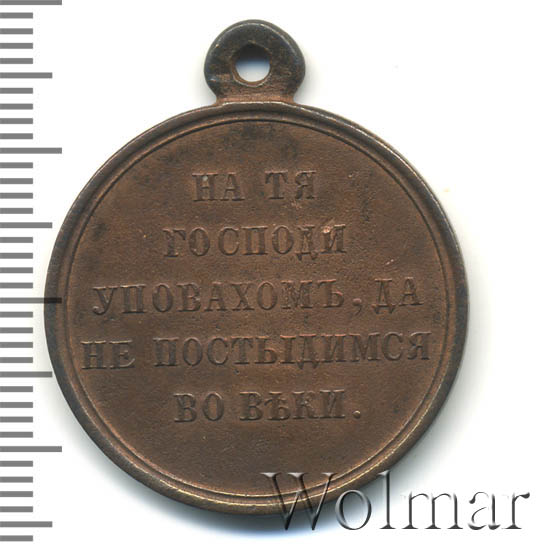 НА ТЯ
ГОСПОДИ
УПОВАХОМЪ, ДА
НЕ ПОСТЫДИМСЯ
ВО ВѢКИ.
Wolmar